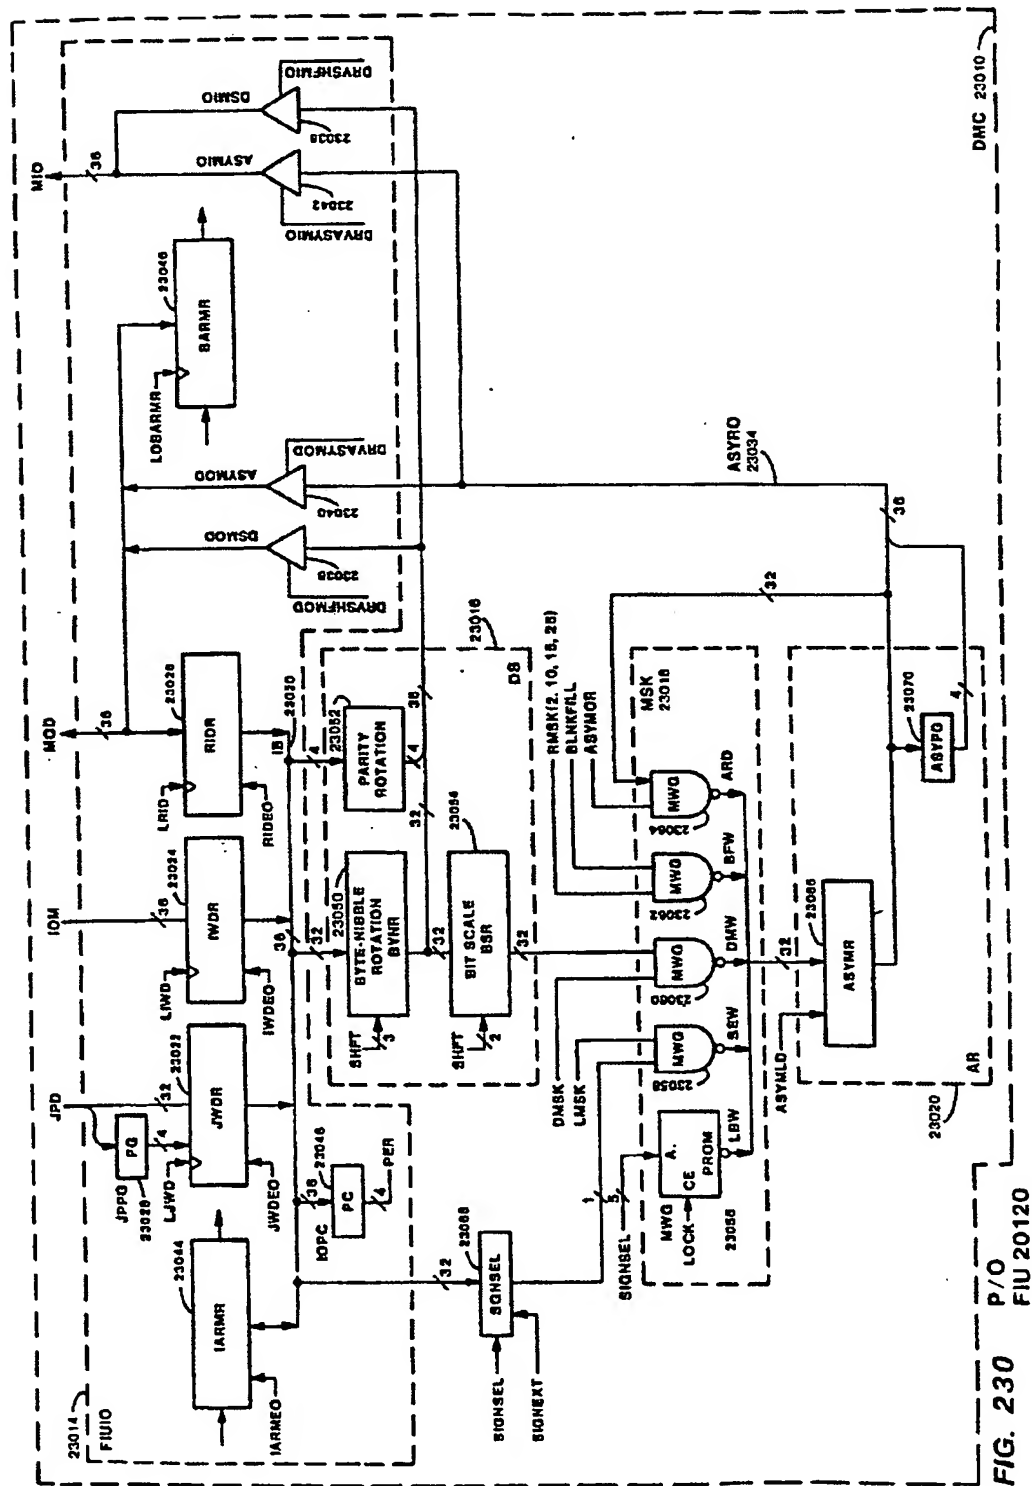 23014
FIUIO
JPD
IOM
MOD
MIO
36
36
36
32
JPPG
PG
4
23028
23044
IARMR
IARMEO
LJWD
23022
JWDR
JWDEO
LIWD
23024
IWDR
IWDEO
LRID
23026
RIDR
RIDEO
36
IB
23030
DSMOD
DRVSHFMOD
ASYMOD
23040
DRVASYMOD
LOBARMR
23046
BARMR
ASYMIO
23042
DRVASYMIO
DSMIO
23038
DRVSHFMIO
IOPC
36
23046
PC
4
PER
32
4
23050
BYTE-NIBBLE
ROTATION
BYNR
SHFT
3
23052
PARITY
ROTATION
4
32
36
23016
DS
32
23054
BIT SCALE
BSR
SHFT
2
32
32
23068
SGNSEL
SIGNSEL
SIGNEXT
DMSK
LMSK
RMSK(2, 10, 18, 26)
BLNKFILL
ASYMOR
32
MSK
23018
1
5
SIGNSEL
MWG
LOCK
A.
CE
PROM
23056
LBW
MWG
23058
SEW
MWG
23060
DMW
MWG
23062
BFW
MWG
23064
ARD
ASYRO
23034
36
32
ASYMLD
23066
ASYMR
23070
ASYPG
4
AR
23020
DMC 23010
FIG. 230
P/O
FIU 20120